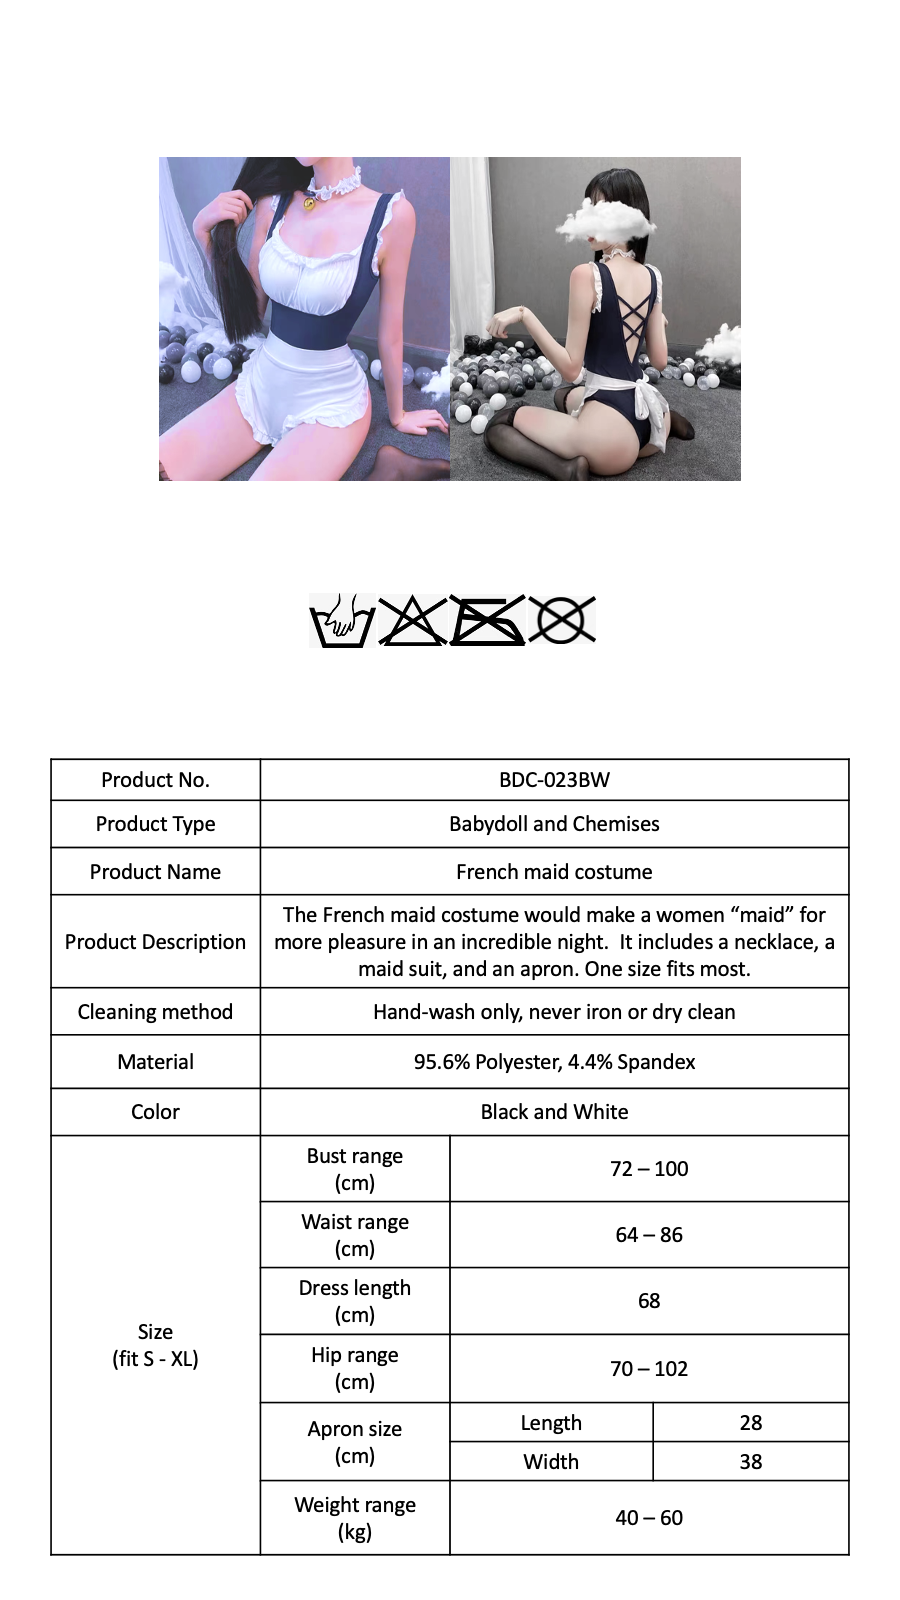 Product No.
BDC-023BW
Product Type
Babydoll and Chemises
Product Name
French maid costume
Product Description
The French maid costume would make a women “maid” for
more pleasure in an incredible night.  It includes a necklace, a
maid suit, and an apron. One size fits most.
Cleaning method
Hand-wash only, never iron or dry clean
Material
95.6% Polyester, 4.4% Spandex
Color
Black and White
Size
(fit S - XL)
Bust range
(cm)
72 – 100
Waist range
(cm)
64 – 86
Dress length
(cm)
68
Hip range
(cm)
70 – 102
Apron size
(cm)
Length
28
Width
38
Weight range
(kg)
40 – 60